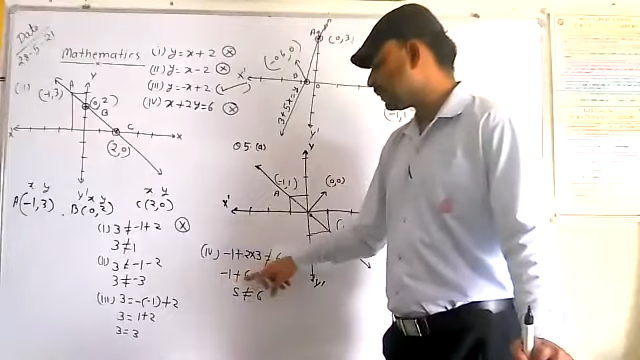 Date
28-5-21
Mathematics
(i) y = x + 2 ⊗
(ii) y = x - 2 ⊗
(iii) y = -x + 2 ✓
(iv) x + 2y = 6 ⊗
(i)
Y
A
(-1,3)
(0,2)
B
C
(2,0)
X
x
y'
x y
A(-1,3)
x y
B(0,2)
x y
C(2,0)
(i) 3 ≠ -1 + 2 ⊗
3 ≠ 1
(ii) 3 ≠ -1 - 2
3 ≠ -3
(iii) 3 = -(-1) + 2
3 = 1 + 2
3 = 3
(iv) -1 + 2×3 ≠ 6
-1 + 6
5 ≠ 6
A
(0,3)
X'
0
Y'
Q5. (a)
Y
(-1,1)
(0,0)
A
X'
Y'